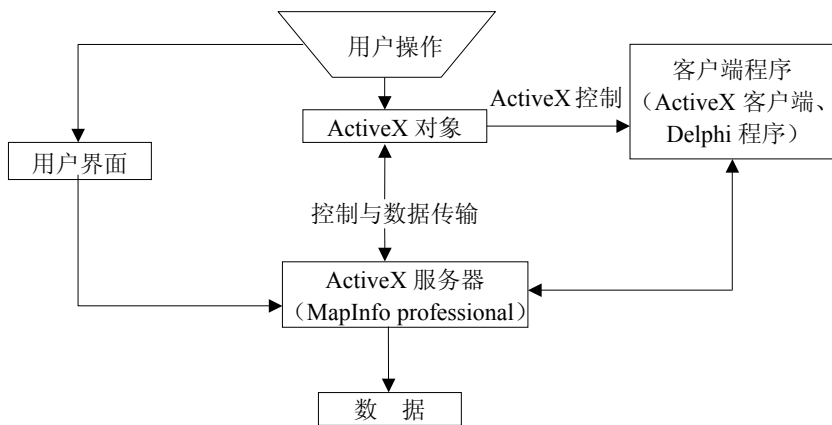 用户操作
客户端程序
（ActiveX 客户端、
Delphi 程序）
ActiveX 控制
ActiveX 对象
用户界面
控制与数据传输
ActiveX 服务器
（MapInfo professional）
数 据